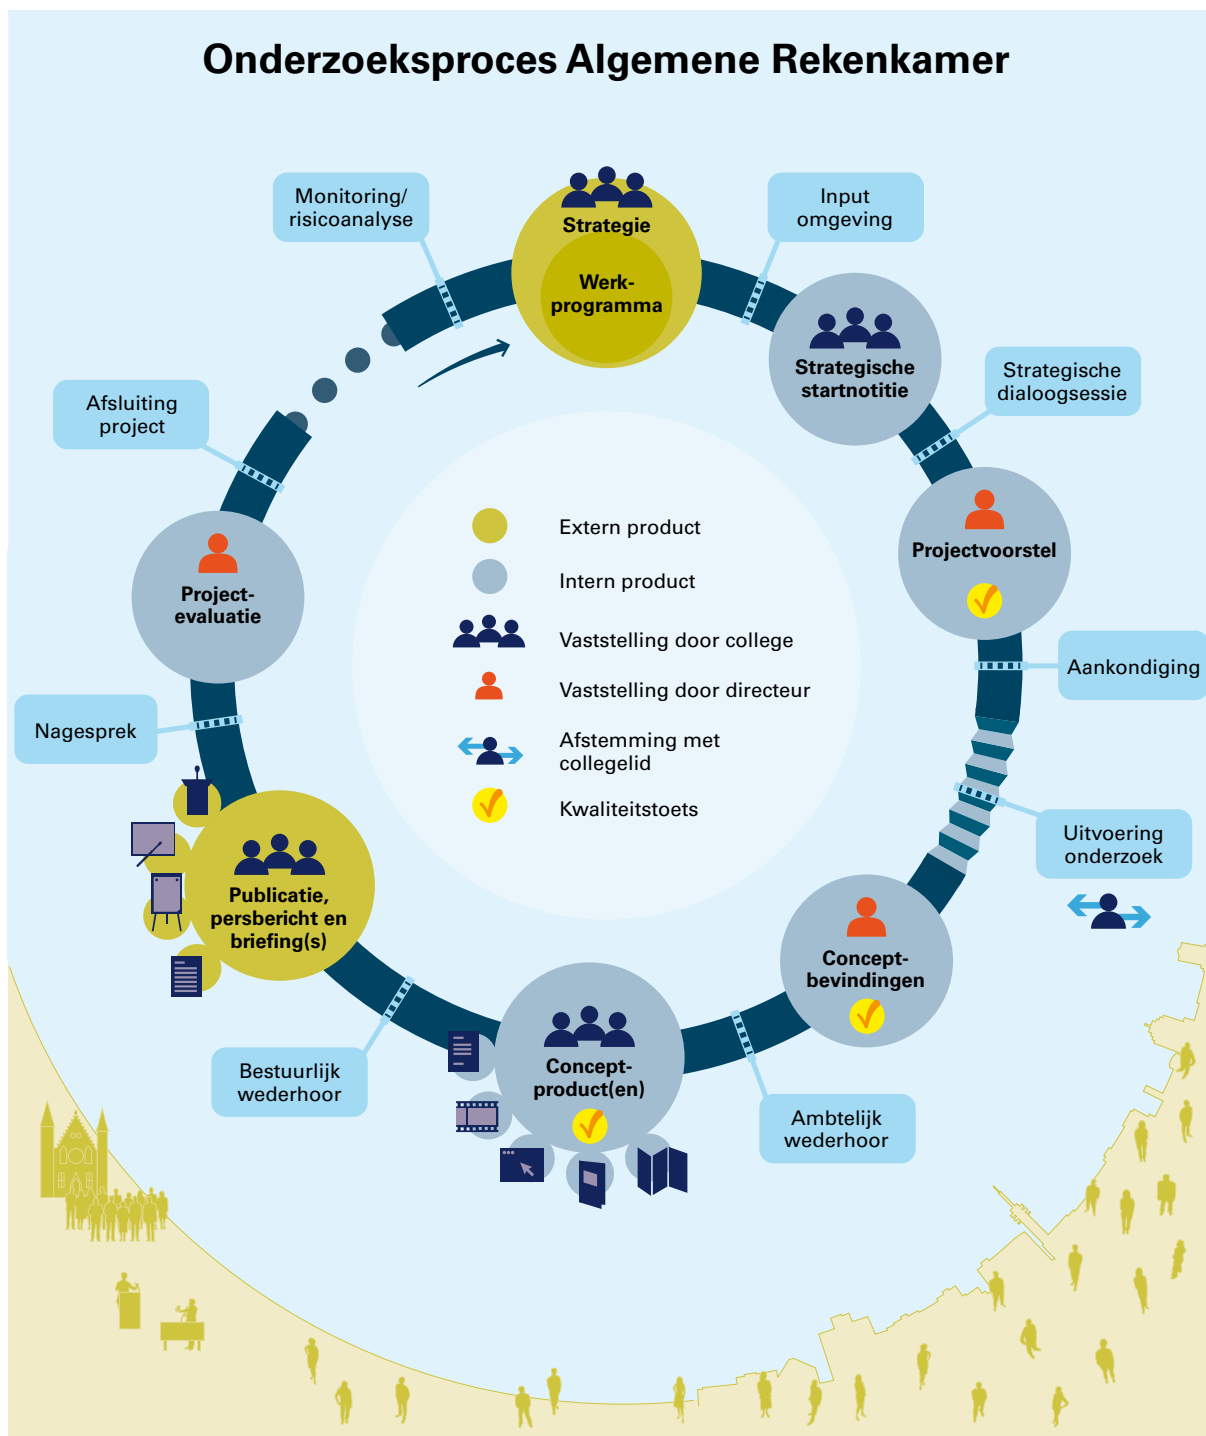 Onderzoeksproces Algemene Rekenkamer
Monitoring/
risicoanalyse
Strategie
Werk-
programma
Input
omgeving
Strategische
startnotitie
Strategische
dialoogsessie
Projectvoorstel
Aankondiging
Uitvoering
onderzoek
Concept-
bevindingen
Ambtelijk
wederhoor
Concept-
product(en)
Bestuurlijk
wederhoor
Publicatie,
persbericht en
briefing(s)
Nagesprek
Project-
evaluatie
Afsluiting
project
Extern product
Intern product
Vaststelling door college
Vaststelling door directeur
Afstemming met
collegelid
Kwaliteitstoets